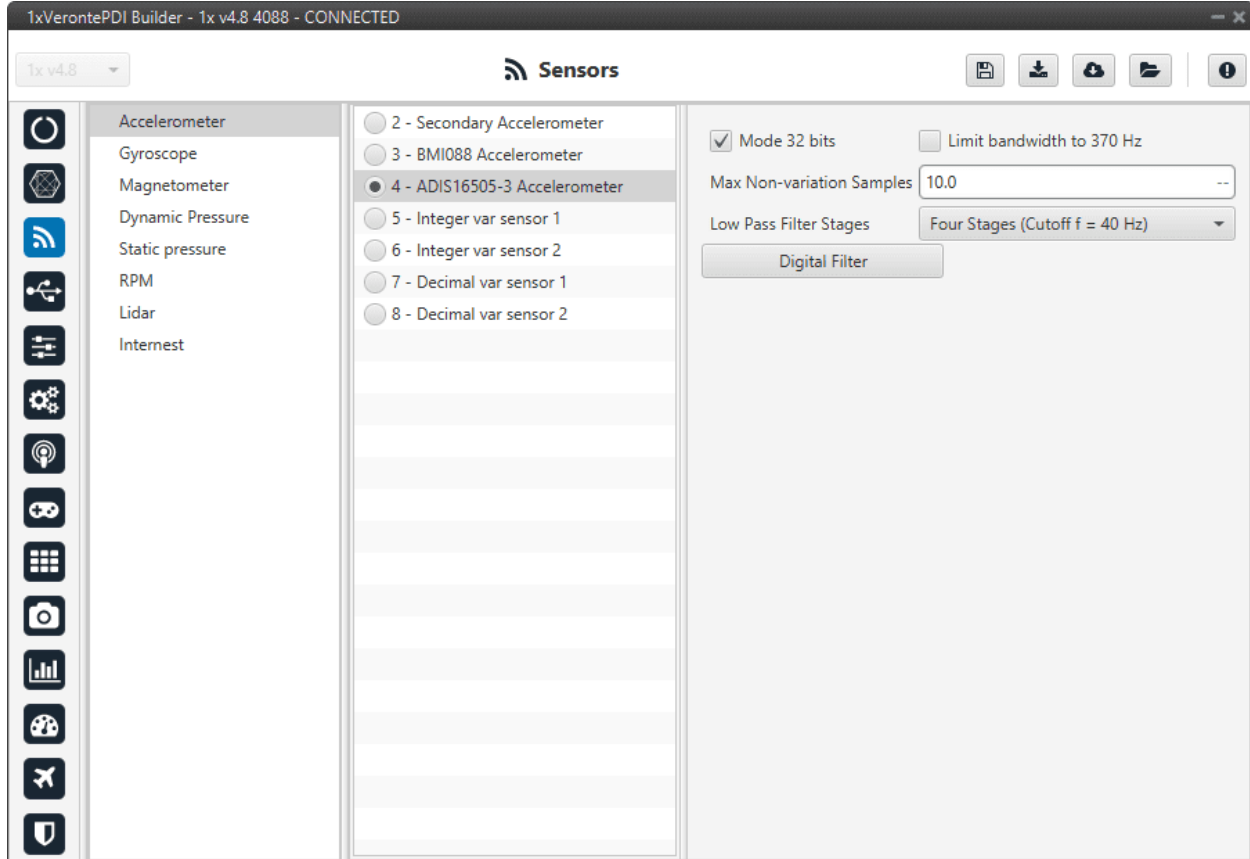 1xVerontePDI Builder - 1x v4.8 4088 - CONNECTED
1x v4.8
Sensors
Accelerometer
Gyroscope
Magnetometer
Dynamic Pressure
Static pressure
RPM
Lidar
Internest
2 - Secondary Accelerometer
3 - BMI088 Accelerometer
4 - ADIS16505-3 Accelerometer
5 - Integer var sensor 1
6 - Integer var sensor 2
7 - Decimal var sensor 1
8 - Decimal var sensor 2
Mode 32 bits
Limit bandwidth to 370 Hz
Max Non-variation Samples 10.0 --
Low Pass Filter Stages Four Stages (Cutoff f = 40 Hz)
Digital Filter